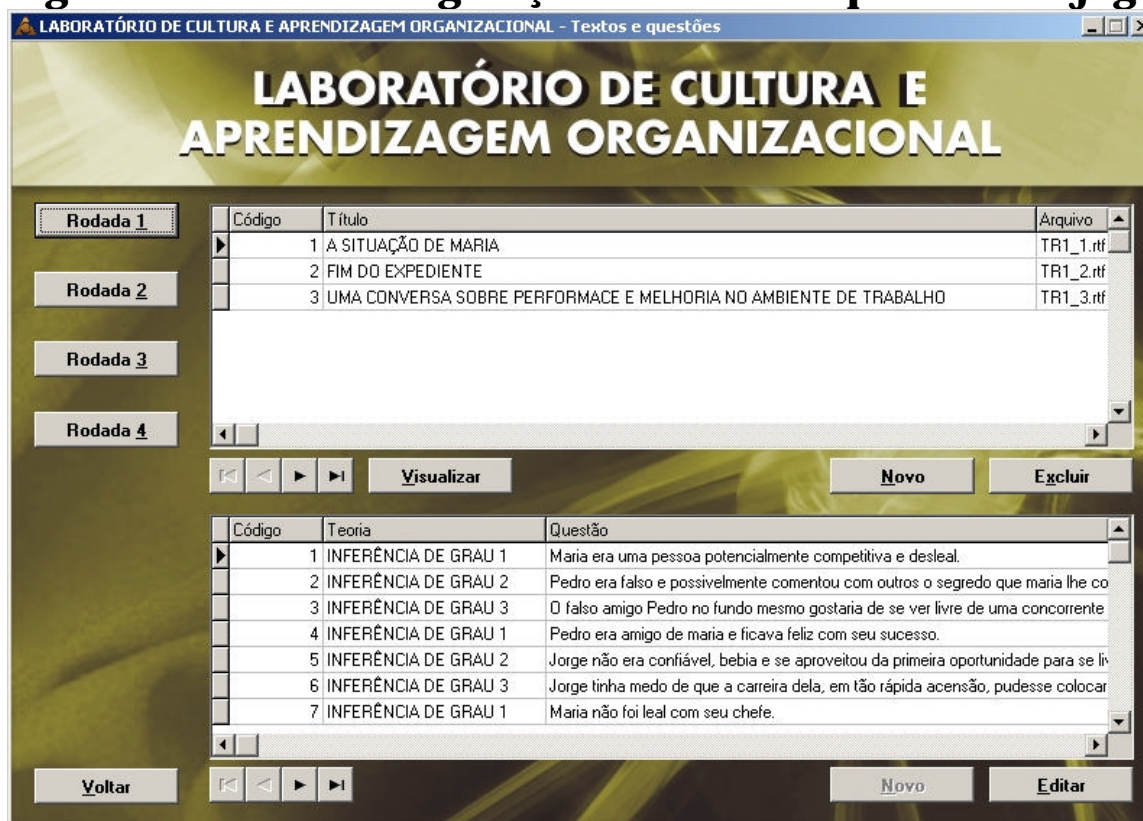 LABORATÓRIO DE CULTURA E APRENDIZAGEM ORGANIZACIONAL - Textos e questões
LABORATÓRIO DE CULTURA E
APRENDIZAGEM ORGANIZACIONAL
Rodada 1
Rodada 2
Rodada 3
Rodada 4
Código Título Arquivo
1 A SITUAÇÃO DE MARIA TR1_1.rtf
2 FIM DO EXPEDIENTE TR1_2.rtf
3 UMA CONVERSA SOBRE PERFORMACE E MELHORIA NO AMBIENTE DE TRABALHO TR1_3.rtf
Visualizar Novo Excluir
Código Teoria Questão
1 INFERÊNCIA DE GRAU 1 Maria era uma pessoa potencialmente competitiva e desleal.
2 INFERÊNCIA DE GRAU 2 Pedro era falso e possivelmente comentou com outros o segredo que maria lhe co
3 INFERÊNCIA DE GRAU 3 O falso amigo Pedro no fundo mesmo gostaria de se ver livre de uma concorrente
4 INFERÊNCIA DE GRAU 1 Pedro era amigo de maria e ficava feliz com seu sucesso.
5 INFERÊNCIA DE GRAU 2 Jorge não era confiável, bebia e se aproveitou da primeira oportunidade para se
6 INFERÊNCIA DE GRAU 3 Jorge tinha medo de que a carreira dela, em tão rápida acensão, pudesse colocar
7 INFERÊNCIA DE GRAU 1 Maria não foi leal com seu chefe.
Voltar Novo Editar